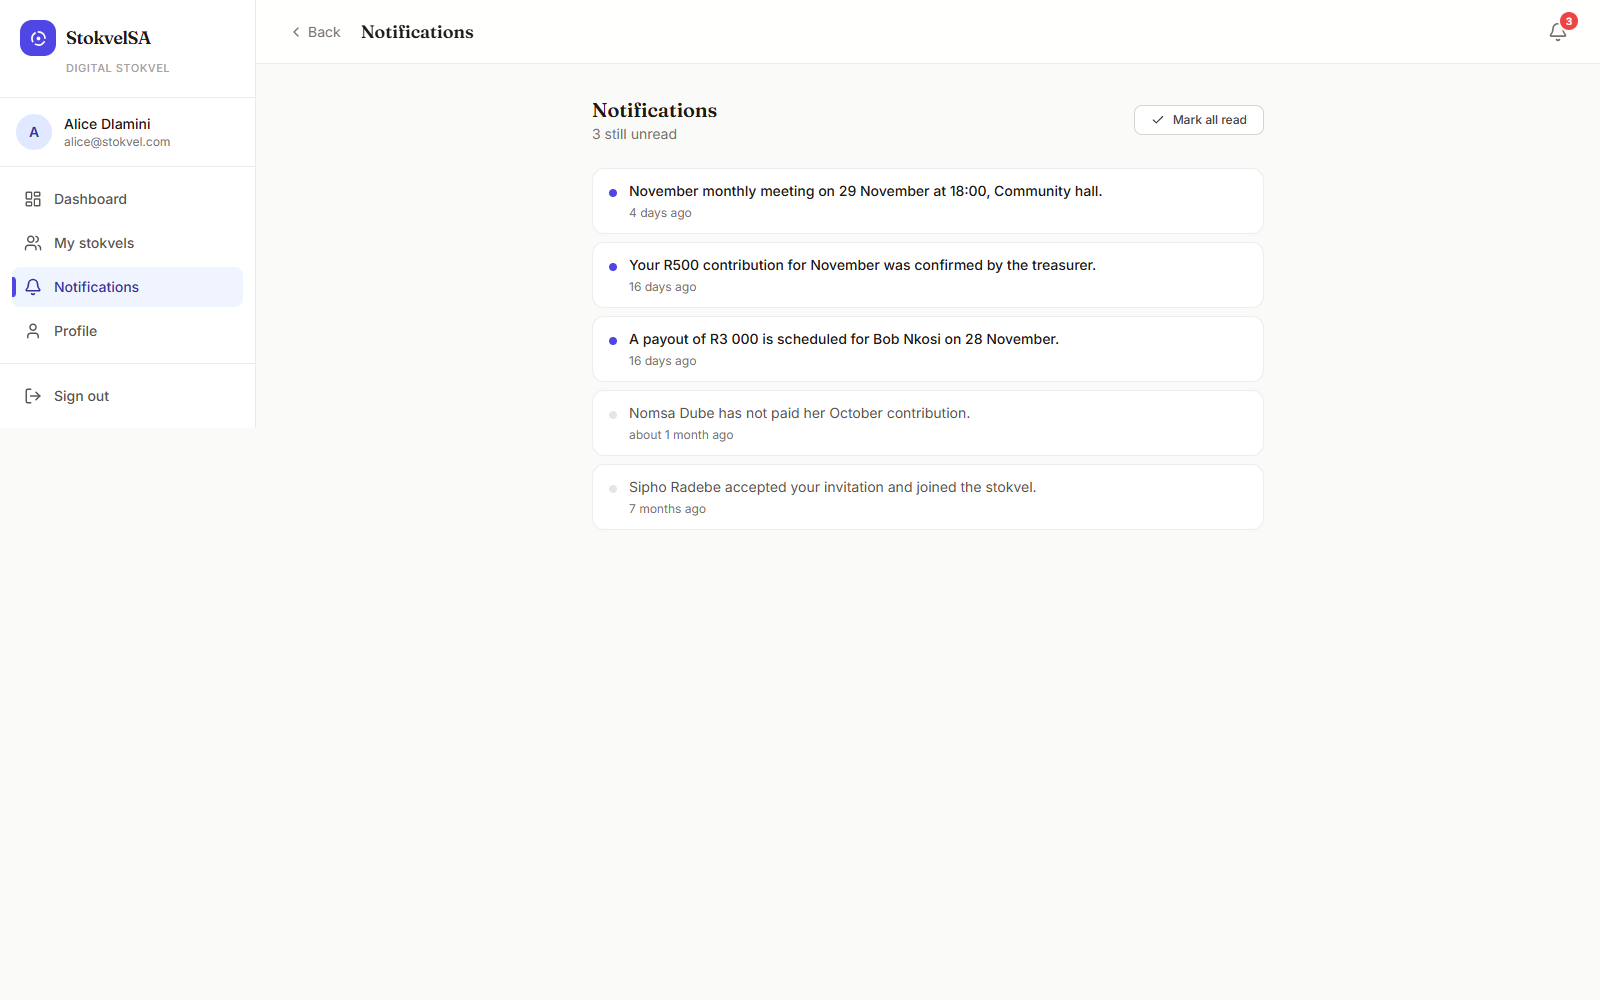 StokvelSA
DIGITAL STOKVEL
A
Alice Dlamini
alice@stokvel.com
Dashboard
My stokvels
Notifications
Profile
Sign out
Back
Notifications
3
Notifications
3 still unread
Mark all read
November monthly meeting on 29 November at 18:00, Community hall.
4 days ago
Your R500 contribution for November was confirmed by the treasurer.
16 days ago
A payout of R3 000 is scheduled for Bob Nkosi on 28 November.
16 days ago
Nomsa Dube has not paid her October contribution.
about 1 month ago
Sipho Radebe accepted your invitation and joined the stokvel.
7 months ago